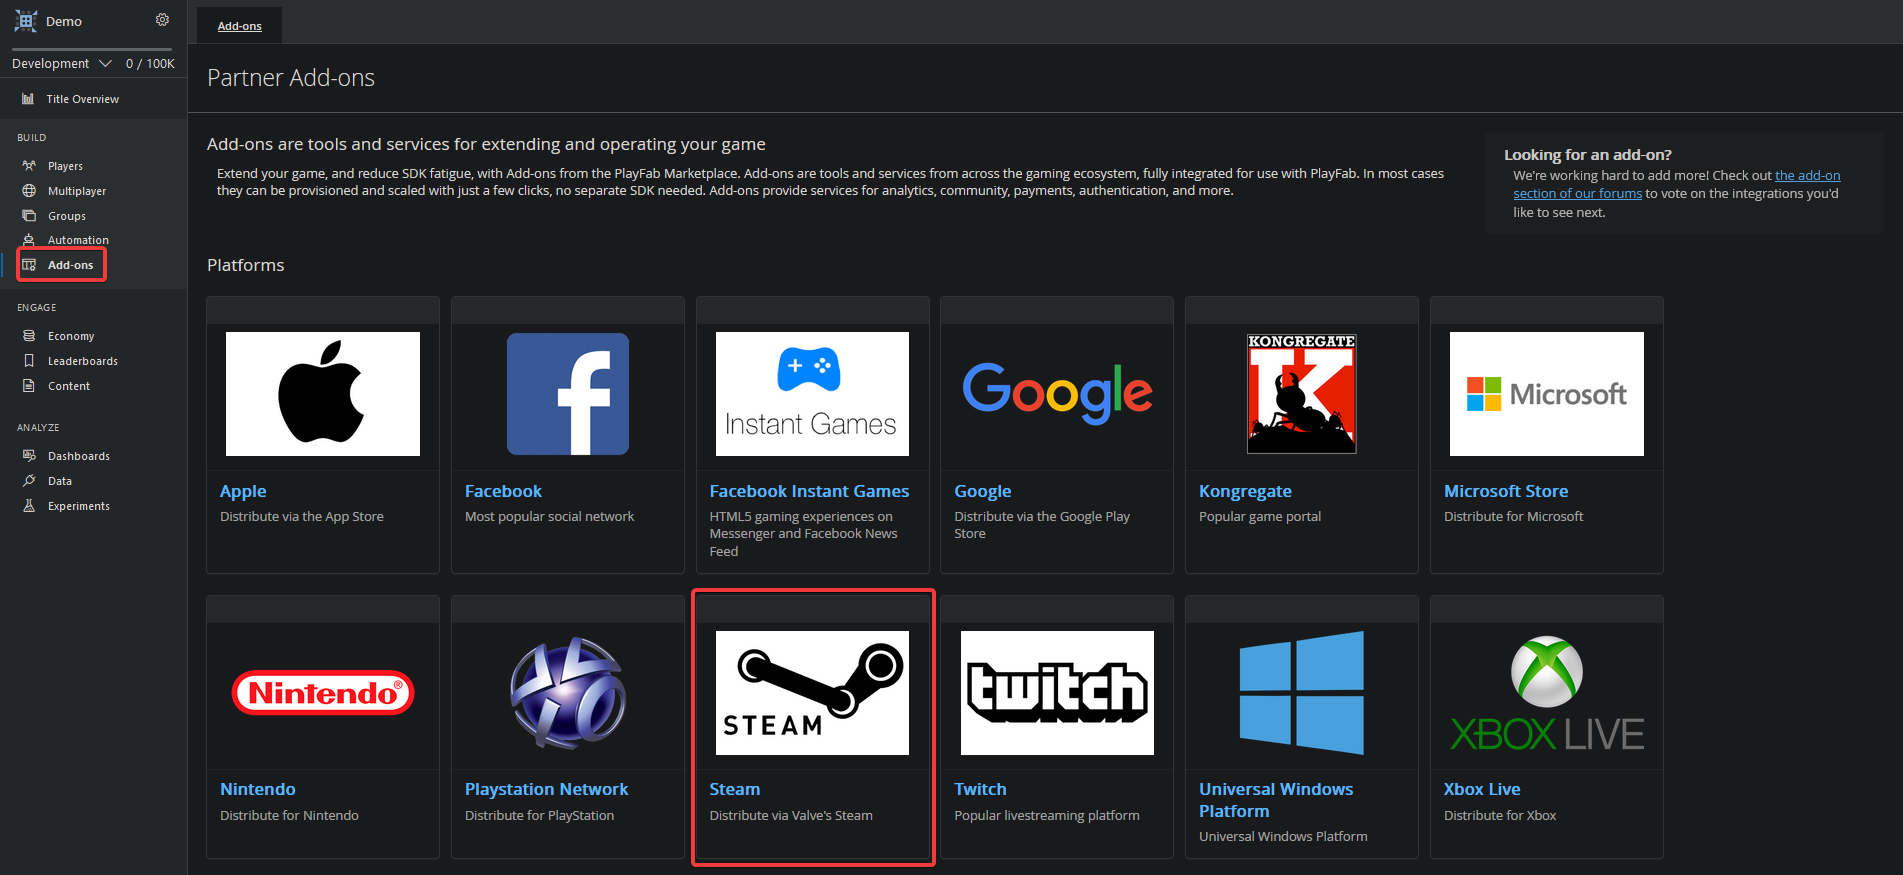 Demo
Development 0 / 100K
Title Overview
BUILD
Players
Multiplayer
Groups
Automation
Add-ons
ENGAGE
Economy
Leaderboards
Content
ANALYZE
Dashboards
Data
Experiments
Add-ons
Partner Add-ons
Add-ons are tools and services for extending and operating your game
Extend your game, and reduce SDK fatigue, with Add-ons from the PlayFab Marketplace. Add-ons are tools and services from across the gaming ecosystem, fully integrated for use with PlayFab. In most cases
they can be provisioned and scaled with just a few clicks, no separate SDK needed. Add-ons provide services for analytics, community, payments, authentication, and more.
Looking for an add-on?
We're working hard to add more! Check out the add-on
section of our forums to vote on the integrations you'd
like to see next.
Platforms
Apple
Distribute via the App Store
f
Facebook
Most popular social network
Instant Games
Facebook Instant Games
HTML5 gaming experiences on
Messenger and Facebook News
Feed
Google
Google
Distribute via the Google Play
Store
KONGREGATE
K
Kongregate
Popular game portal
Microsoft
Microsoft Store
Distribute for Microsoft
Nintendo®
Nintendo
Distribute for Nintendo
Playstation Network
Distribute for PlayStation
STEAM
Steam
Distribute via Valve's Steam
twitch
Twitch
Popular livestreaming platform
Universal Windows
Platform
Universal Windows Platform
XBOX LIVE
Xbox Live
Distribute for Xbox